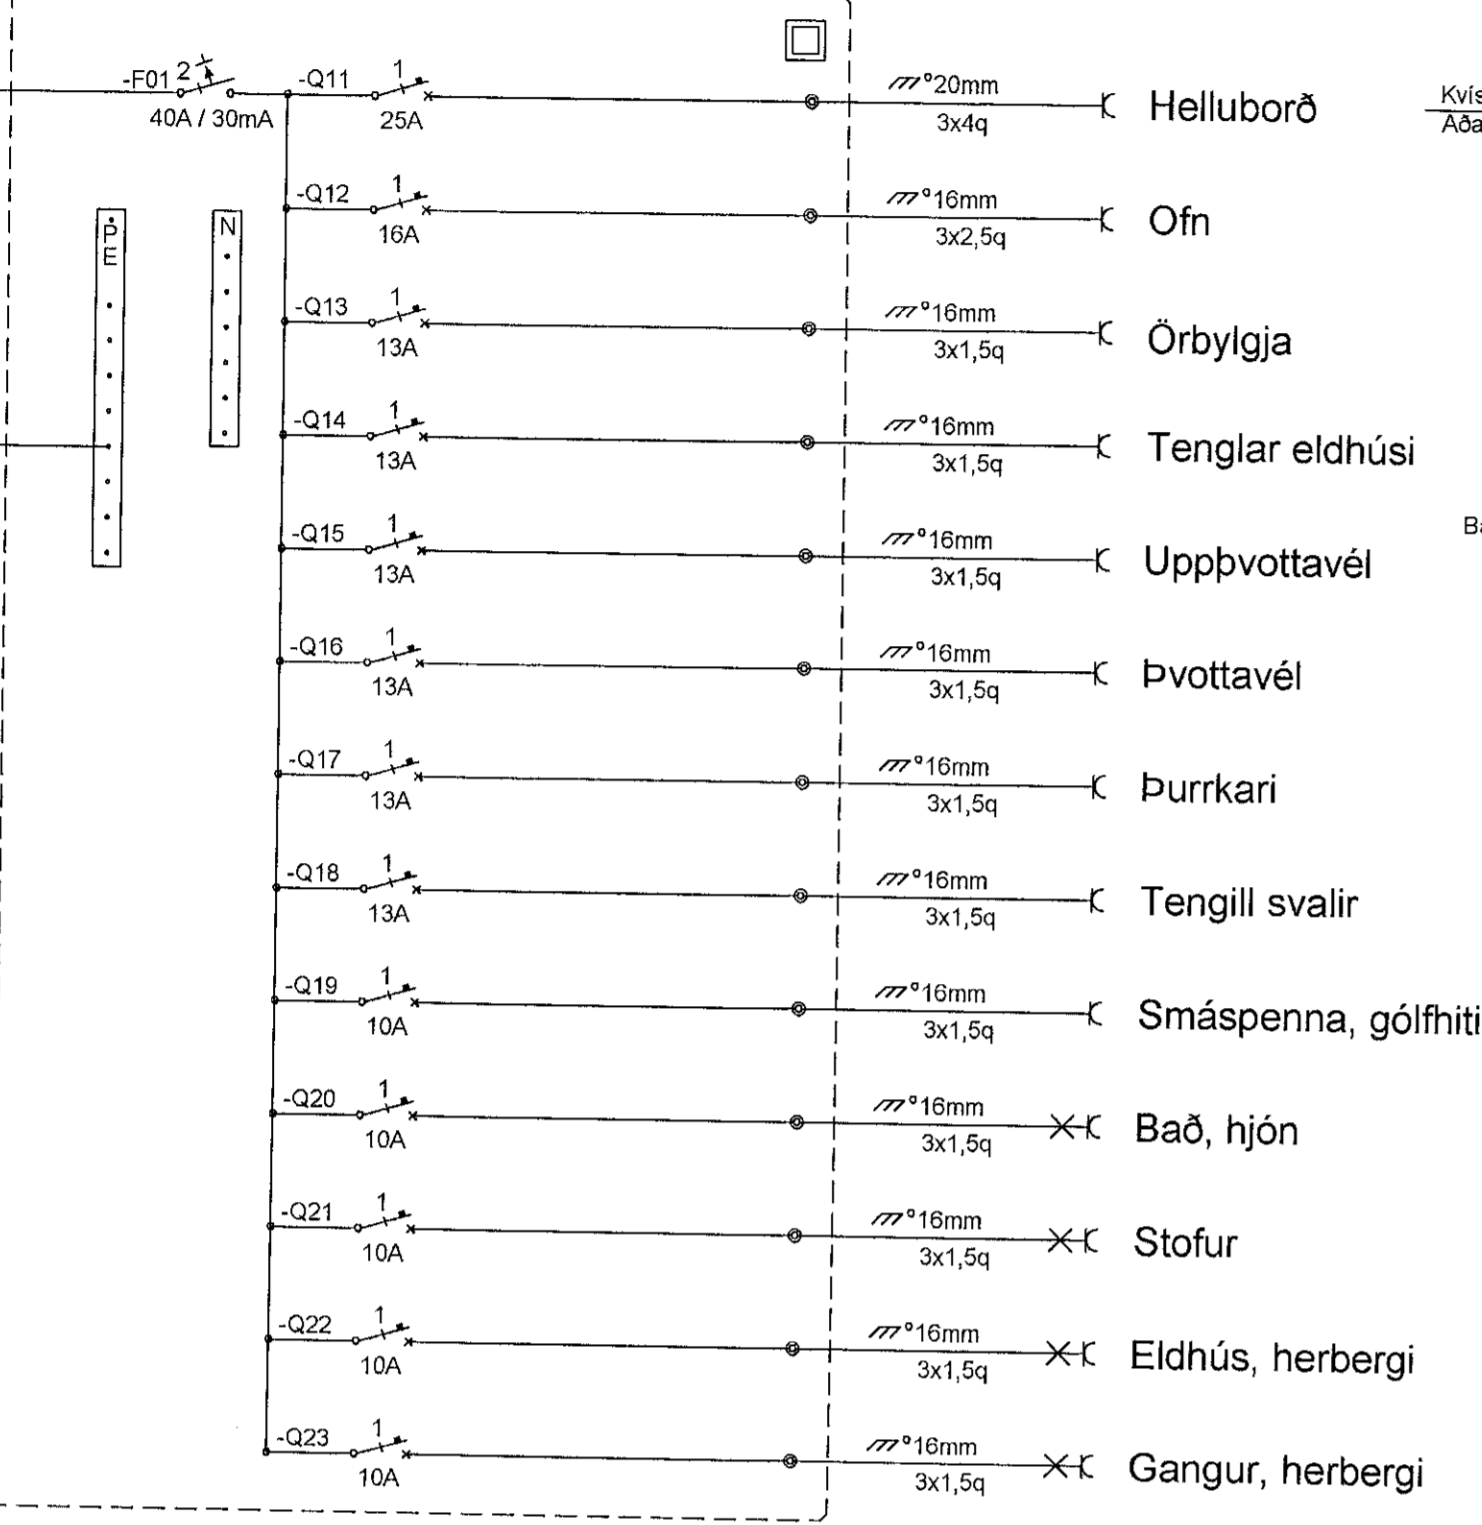 -F01 2 -Q11 1 °20mm Helluborð
40A / 30mA 25A 3x4q
-Q12 1 °16mm Ofn
16A 3x2,5q
PE N
-Q13 1 °16mm Örbylgja
13A 3x1,5q
-Q14 1 °16mm Tenglar eldhúsi
13A 3x1,5q
-Q15 1 °16mm Uppþvottavél
13A 3x1,5q
-Q16 1 °16mm Þvottavél
13A 3x1,5q
-Q17 1 °16mm Þurrkari
13A 3x1,5q
-Q18 1 °16mm Tengill svalir
13A 3x1,5q
-Q19 1 °16mm Smáspenna, gólfhiti
10A 3x1,5q
-Q20 1 °16mm Bað, hjón
10A 3x1,5q
-Q21 1 °16mm Stofur
10A 3x1,5q
-Q22 1 °16mm Eldhús, herbergi
10A 3x1,5q
-Q23 1 °16mm Gangur, herbergi
10A 3x1,5q